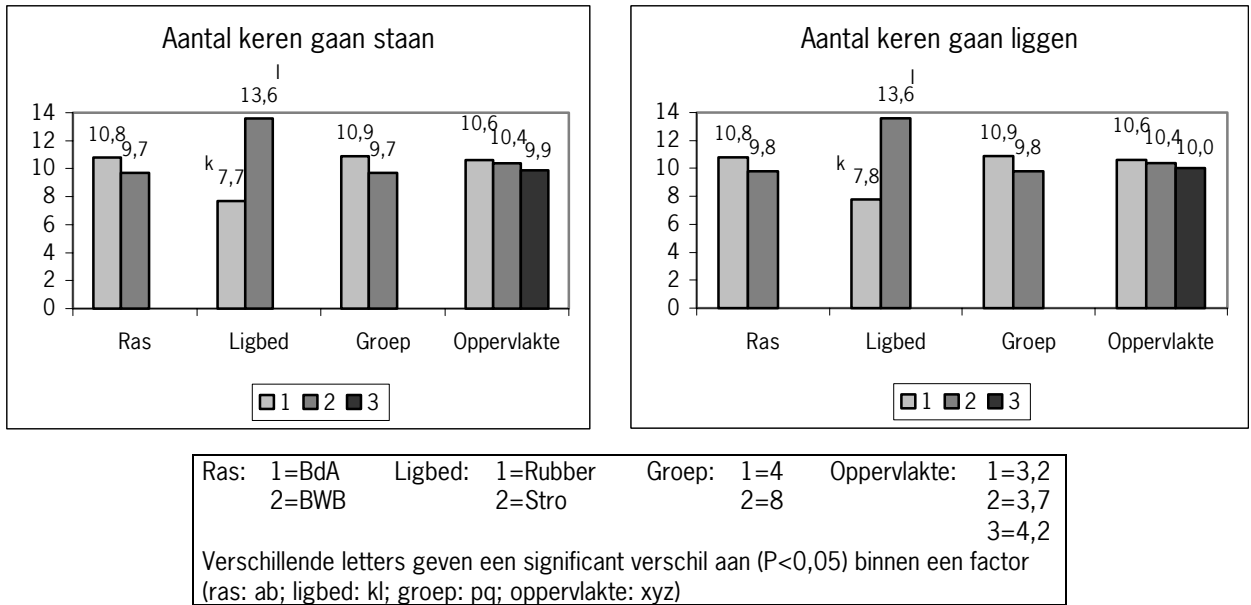 Aantal keren gaan staan
l
13,6
14
12
10
8
6
4
2
0
10,8
9,7
k
7,7
10,9
9,7
10,6
10,4
9,9
Ras Ligbed Groep Oppervlakte
1 2 3
Aantal keren gaan liggen
l
13,6
14
12
10
8
6
4
2
0
10,8
9,8
k
7,8
10,9
9,8
10,6
10,4
10,0
Ras Ligbed Groep Oppervlakte
1 2 3
Ras: 1=BdA Ligbed: 1=Rubber Groep: 1=4 Oppervlakte: 1=3,2
2=BWB 2=Stro 2=8 2=3,7
3=4,2
Verschillende letters geven een significant verschil aan (P<0,05) binnen een factor
(ras: ab; ligbed: kl; groep: pq; oppervlakte: xyz)